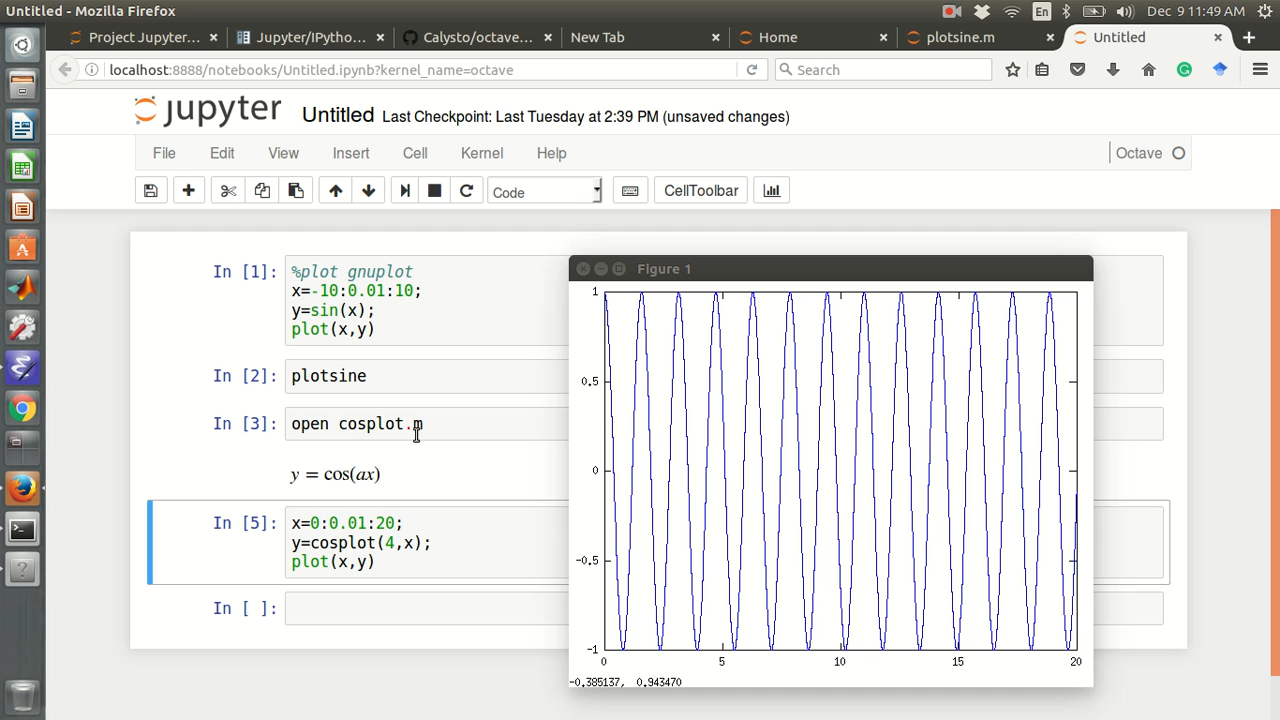 Untitled - Mozilla Firefox
En
Dec 9 11:49 AM
Project Jupyter... ×
Jupyter/IPytho... ×
Calysto/octave... ×
New Tab ×
Home ×
plotsine.m ×
Untitled ×
localhost:8888/notebooks/Untitled.ipynb?kernel_name=octave
Search
jupyter Untitled Last Checkpoint: Last Tuesday at 2:39 PM (unsaved changes)
File Edit View Insert Cell Kernel Help
Octave
Code
CellToolbar
In [1]: %plot gnuplot
x=-10:0.01:10;
y=sin(x);
plot(x,y)
In [2]: plotsine
In [3]: open cosplot.m
y = cos(ax)
In [5]: x=0:0.01:20;
y=cosplot(4,x);
plot(x,y)
In [ ]:
Figure 1
1
0.5
0
-0.5
-1
0 5 10 15 20
-0.385137, 0.943470